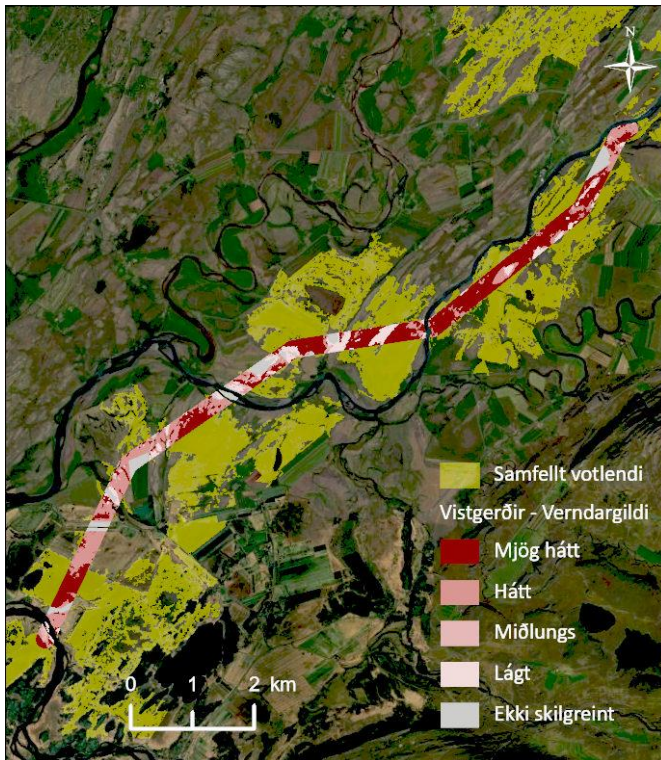 N
Samfellt votlendi
Vistgerðir - Verndargildi
Mjög hátt
Hátt
Miðlungs
Lágt
Ekki skilgreint
0 1 2 km